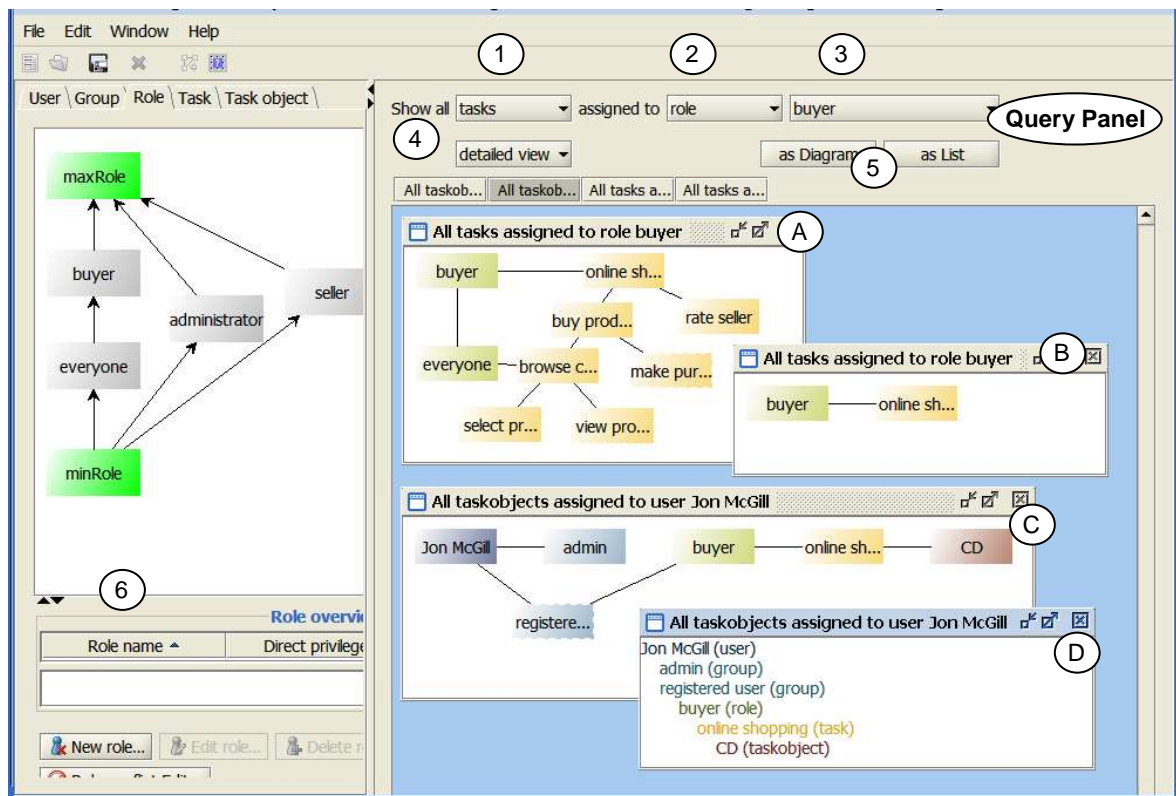 File Edit Window Help
User Group Role Task Task object
maxRole
buyer
seller
administrator
everyone
minRole
6
Role name Direct privilege
New role... Edit role... Delete
1 2 3
Show all tasks assigned to role buyer
Query Panel
4 detailed view as Diagram 5 as List
All taskob... All taskob... All tasks a... All tasks a...
All tasks assigned to role buyer A
buyer online sh...
buy prod... rate seller
everyone browse c... make pur...
select pr... view pro...
All tasks assigned to role buyer B
buyer online sh...
All taskobjects assigned to user Jon McGill
C
Jon McGill admin buyer online sh... CD
registere...
All taskobjects assigned to user Jon McGill
D
Jon McGill (user)
admin (group)
registered user (group)
buyer (role)
online shopping (task)
CD (taskobject)